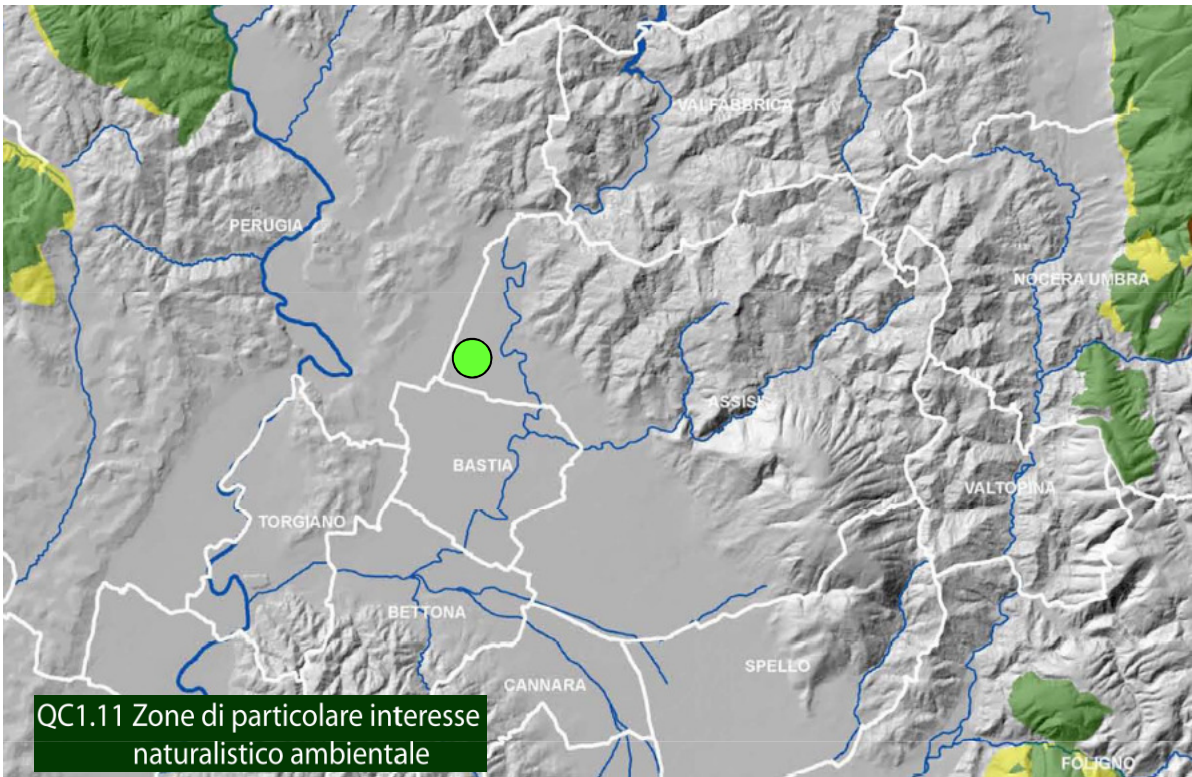 VALFABBRICA
PERUGIA
NOCERA UMBRA
ASSISI
BASTIA
VALTOPINA
TORGIANO
BETTONA
SPELLO
CANNARA
QC1.11 Zone di particolare interesse
naturalistico ambientale
FOLIGNO